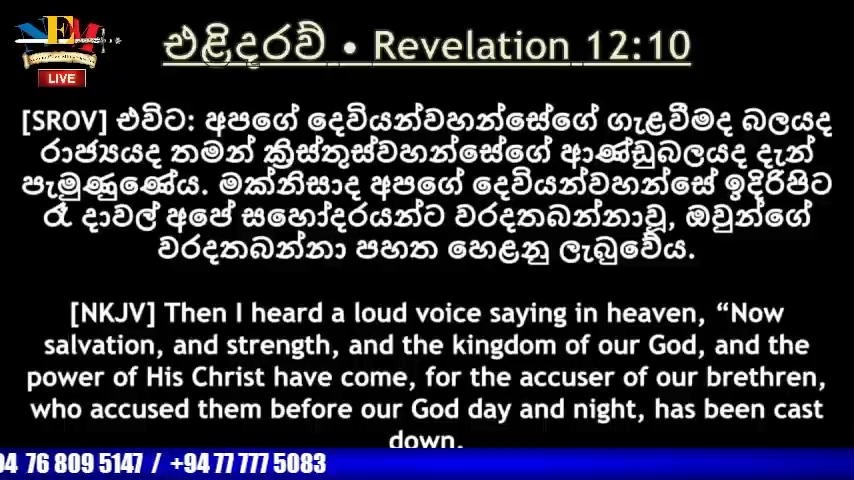 NEM
LIVE
එළිදරව් • Revelation 12:10
[SROV] එවිට: අපගේ දෙවියන්වහන්සේගේ ගැළවීමද බලයද
රාජ්‍යයද තමන් ක්‍රිස්තුස්වහන්සේගේ ආණ්ඩුබලයද දැන්
පැමුණුණේය. මක්නිසාද අපගේ දෙවියන්වහන්සේ ඉදිරිපිට
රෑ දාවල් අපේ සහෝදරයන්ට වරදතබන්නාවූ, ඔවුන්ගේ
වරදතබන්නා පහත හෙළනු ලැබුවේය.
[NKJV] Then I heard a loud voice saying in heaven, “Now
salvation, and strength, and the kingdom of our God, and the
power of His Christ have come, for the accuser of our brethren,
who accused them before our God day and night, has been cast
down.
94 76 809 5147 / +94 77 777 5083